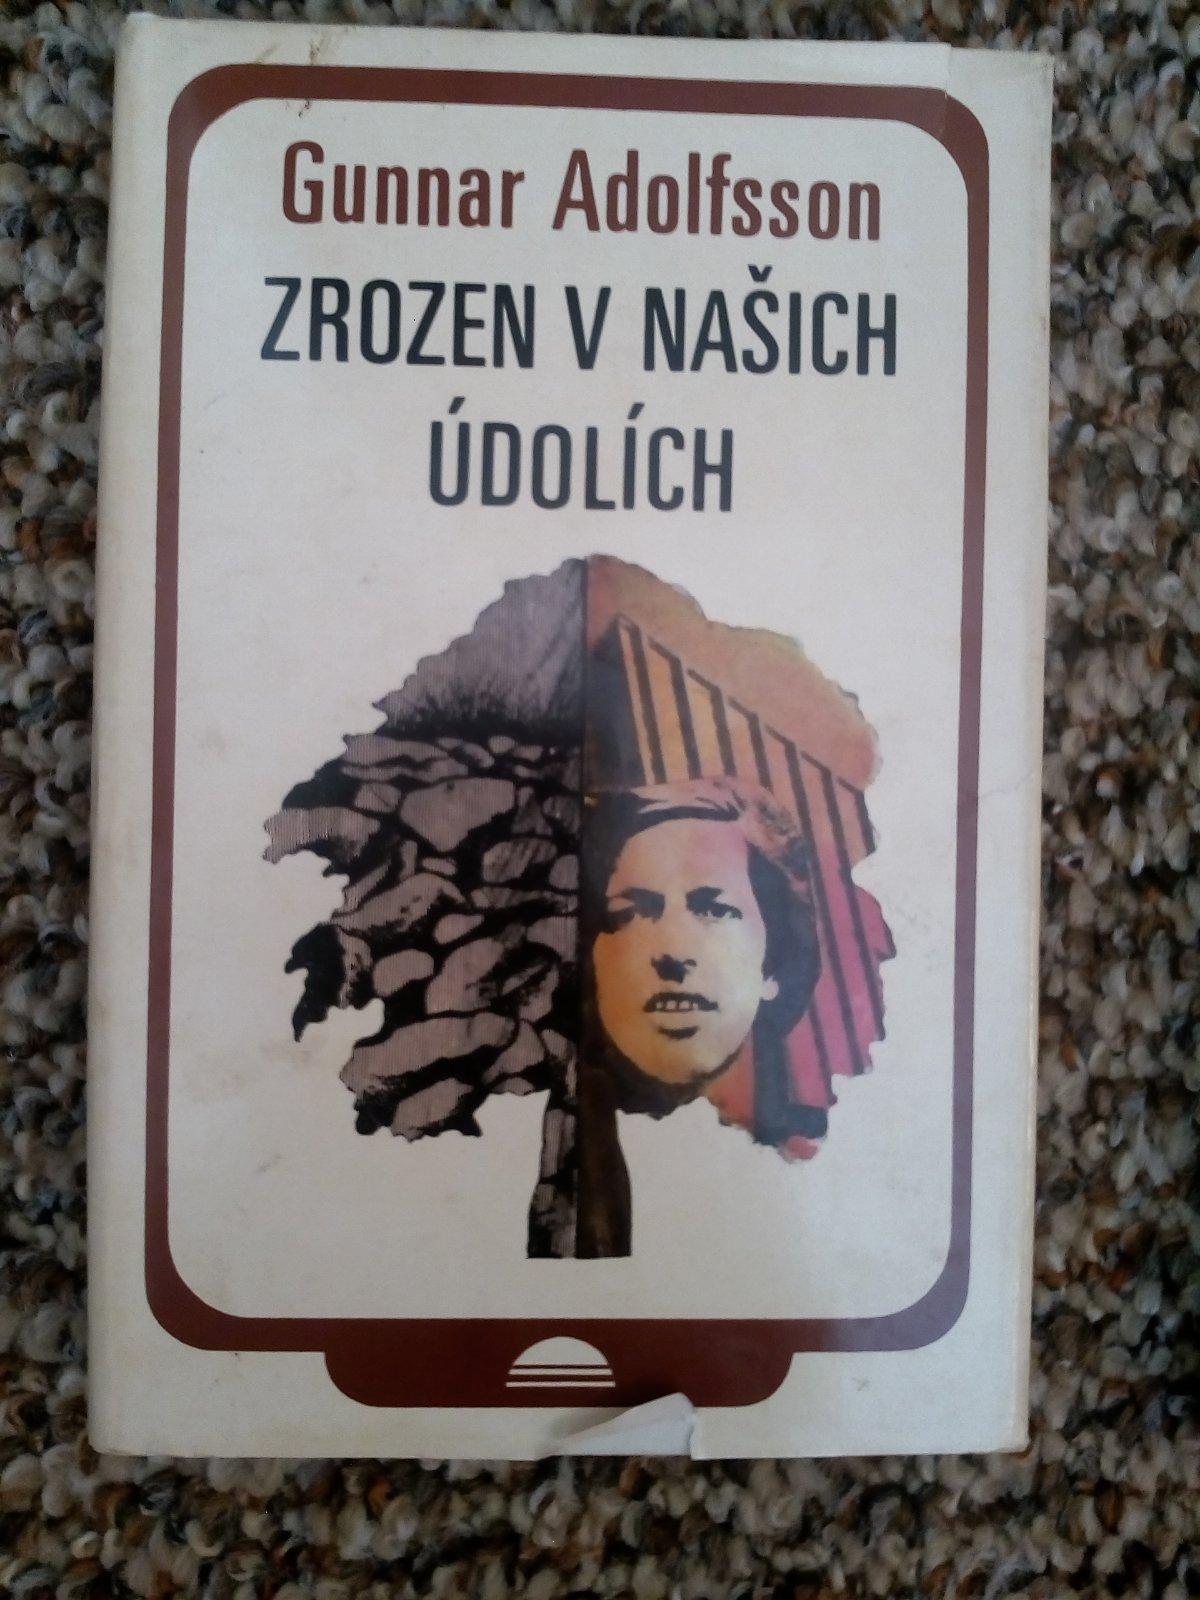 Gunnar Adolfsson
ZROZEN V NAŠICH
ÚDOLÍCH